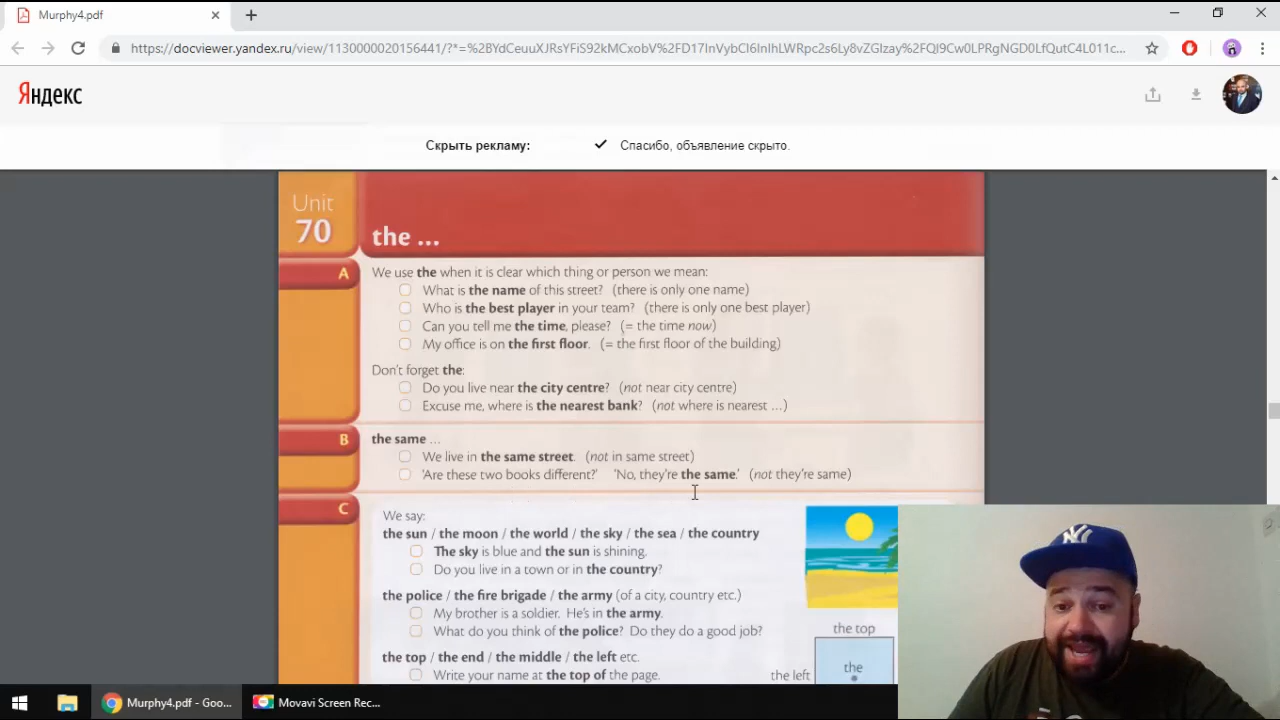 Murphy4.pdf
https://docviewer.yandex.ru/view/1130000020156441/?*=%2BYdCeuuXJRsYFiS92kMCxobV%2FD17InVybCI6InlhLWRpc2s6Ly8vZGlzay%2FQl9Cw0LPRgNGD0LfQutC4L011c...
Яндекс
Скрыть рекламу: Спасибо, объявление скрыто.
Unit
70
the ...
A
We use the when it is clear which thing or person we mean:
What is the name of this street? (there is only one name)
Who is the best player in your team? (there is only one best player)
Can you tell me the time, please? (= the time now)
My office is on the first floor. (= the first floor of the building)
Don't forget the:
Do you live near the city centre? (not near city centre)
Excuse me, where is the nearest bank? (not where is nearest ...)
B
the same ...
We live in the same street. (not in same street)
'Are these two books different?' 'No, they're the same.' (not they're same)
C
We say:
the sun / the moon / the world / the sky / the sea / the country
The sky is blue and the sun is shining.
Do you live in a town or in the country?
the police / the fire brigade / the army (of a city, country etc.)
My brother is a soldier. He's in the army.
What do you think of the police? Do they do a good job?
the top
the top / the end / the middle / the left etc.
Write your name at the top of the page.
the left
the
NY
Murphy4.pdf - Goo...
Movavi Screen Rec...